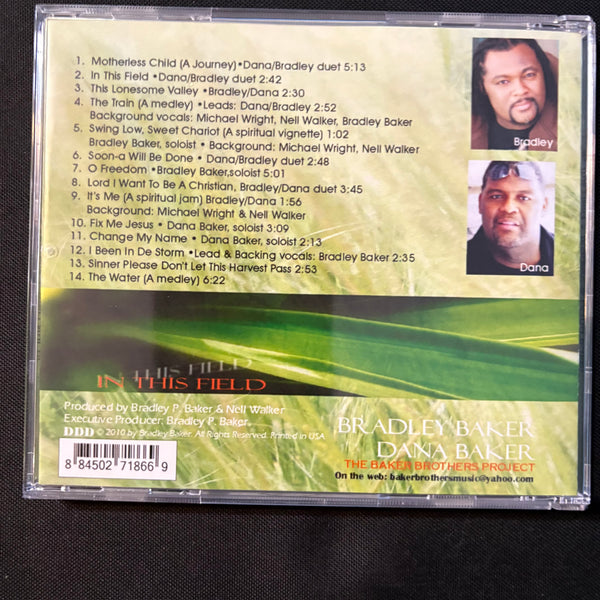 1. Motherless Child (A Journey)•Dana/Bradley duet 5:13
2. In This Field •Dana/Bradley duet 2:42
3. This Lonesome Valley •Bradley/Dana 2:30
4. The Train (A medley) •Leads: Dana/Bradley 2:52
Background vocals: Michael Wright, Nell Walker, Bradley Baker
5. Swing Low, Sweet Chariot (A spiritual vignette) 1:02
Bradley Baker, soloist • Background: Michael Wright, Nell Walker
6. Soon-a Will Be Done • Dana/Bradley duet 2:48
7. O Freedom •Bradley Baker,soloist 5:01
8. Lord I Want To Be A Christian, Bradley/Dana duet 3:45
9. It's Me (A spiritual jam) Bradley/Dana 1:56
Background: Michael Wright & Nell Walker
10. Fix Me Jesus • Dana Baker, soloist 3:09
11. Change My Name • Dana Baker, soloist 2:13
12. I Been In De Storm •Lead & Backing vocals: Bradley Baker 2:35
13. Sinner Please Don't Let This Harvest Pass 2:53
14. The Water (A medley) 6:22
Bradley
Dana
IN THIS FIELD
IN THIS FIELD
Produced by Bradley P. Baker & Nell Walker
Executive Producer: Bradley P. Baker
DDD © 2010 by Bradley Baker. All Rights Reserved. Printed in USA
8 84502 71866 9
BRADLEY BAKER
DANA BAKER
THE BAKER BROTHERS PROJECT
On the web: bakerbrothersmusic@yahoo.com